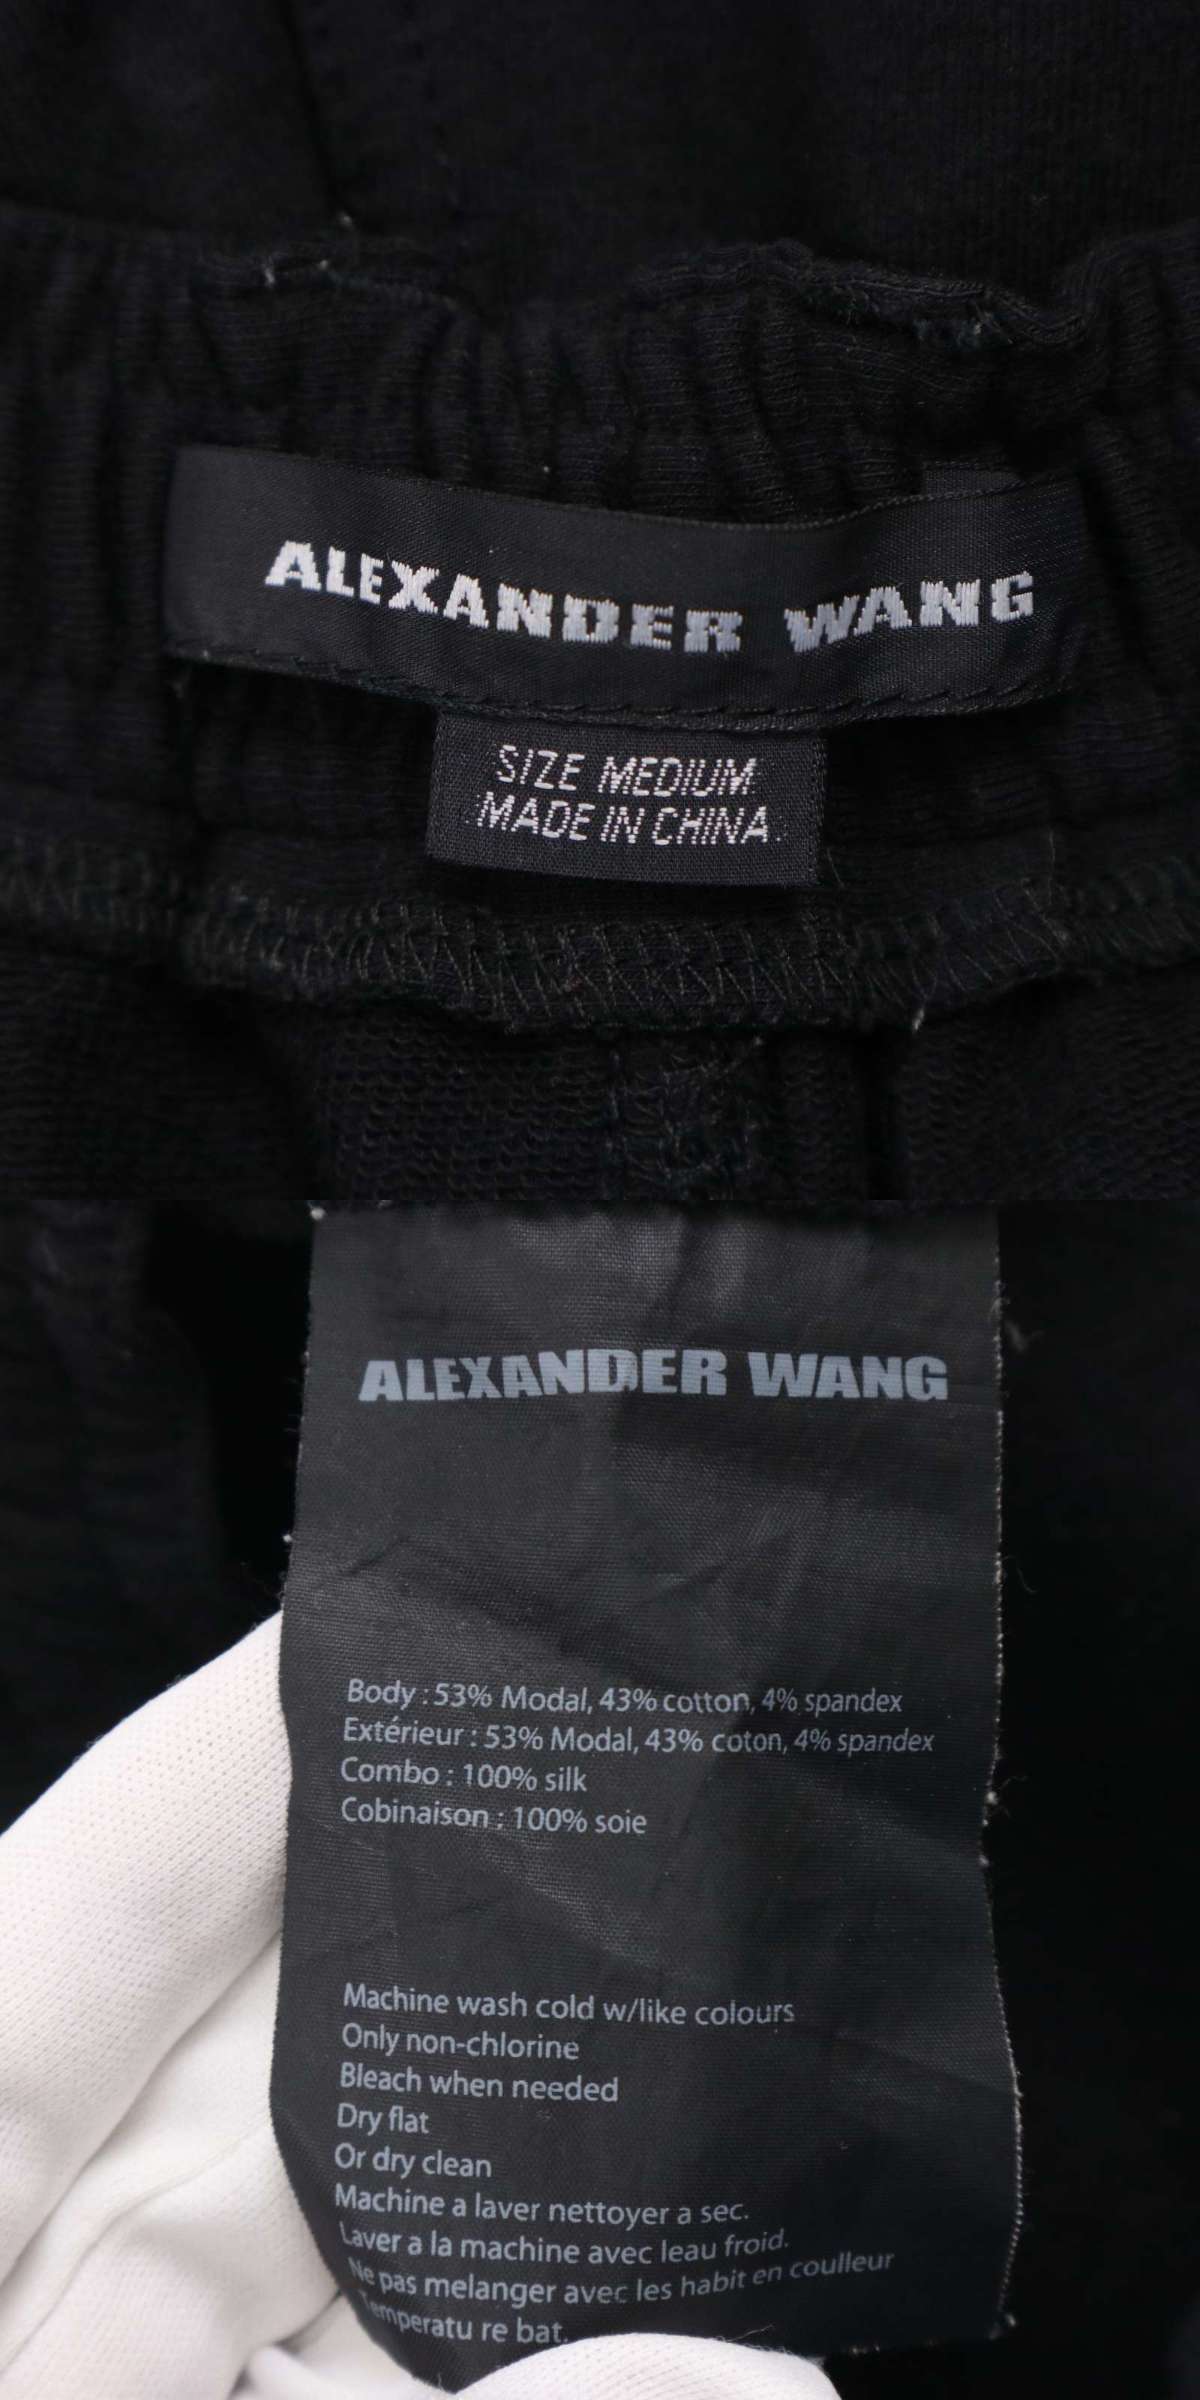 ALEXANDER WANG
SIZE MEDIUM
MADE IN CHINA
ALEXANDER WANG
Body : 53% Modal, 43% cotton, 4% spandex
Extérieur : 53% Modal, 43% coton, 4% spandex
Combo : 100% silk
Cobinaison : 100% soie
Machine wash cold w/like colours
Only non-chlorine
Bleach when needed
Dry flat
Or dry clean
Machine a laver nettoyer a sec.
Laver a la machine avec leau froid.
Ne pas melanger avec les habit en coulleur
Temperatu re bat.